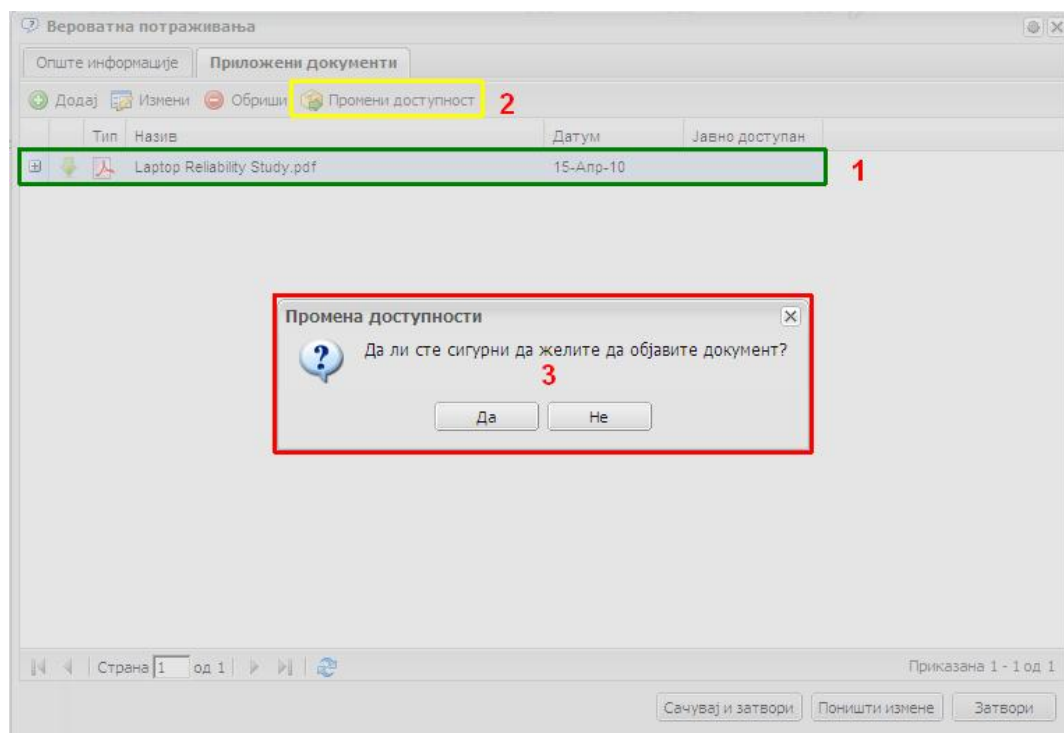 Вероватна потраживања
Опште информације Приложени документи
Додај Измени Обриши Промени доступност 2
Тип Назив Датум Јавно доступан
Laptop Reliability Study.pdf 15-Апр-10 1
Промена доступности
Да ли сте сигурни да желите да објавите документ?
3
Да Не
Страна 1 од 1 Приказана 1 - 1 од 1
Сачувај и затвори Поништи измене Затвори